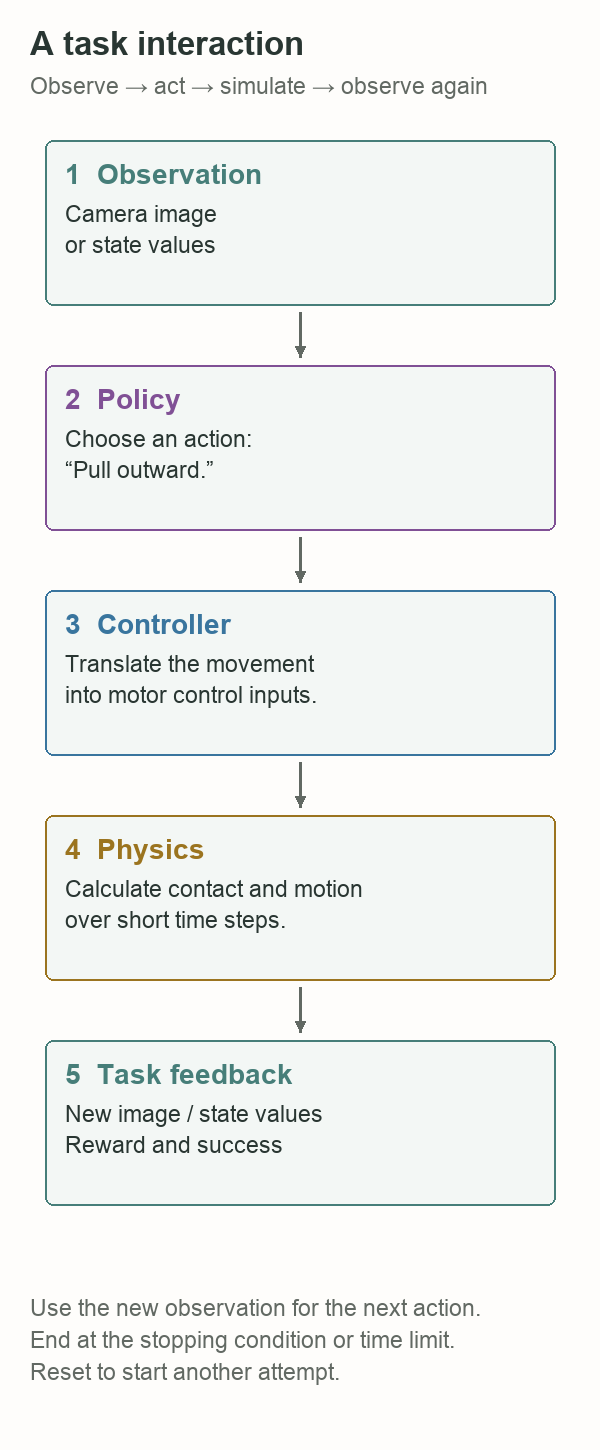 A task interaction
Observe → act → simulate → observe again
1 Observation
Camera image
or state values
2 Policy
Choose an action:
“Pull outward.”
3 Controller
Translate the movement
into motor control inputs.
4 Physics
Calculate contact and motion
over short time steps.
5 Task feedback
New image / state values
Reward and success
Use the new observation for the next action.
End at the stopping condition or time limit.
Reset to start another attempt.